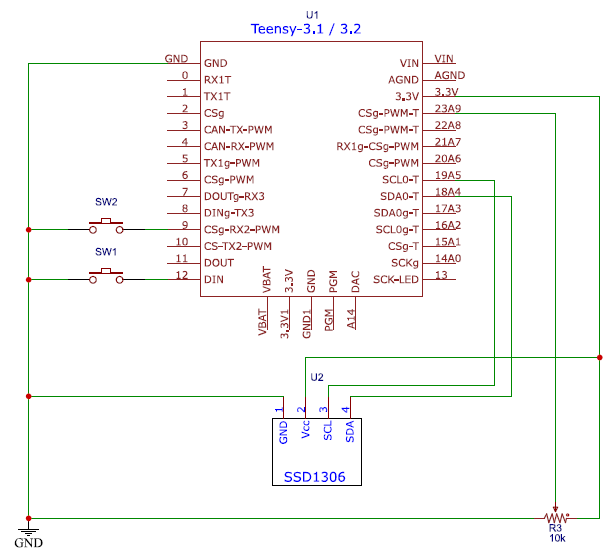 U1
Teensy-3.1 / 3.2
GND GND VIN VIN
0 RX1T AGND AGND
1 TX1T 3.3V 3.3V
2 CSg CSg-PWM-T 23A9
3 CAN-TX-PWM CSg-PWM-T 22A8
4 CAN-RX-PWM RX1g-CSg-PWM 21A7
5 TX1g-PWM CSg-PWM 20A6
6 CSg-PWM SCL0-T 19A5
7 DOUTg-RX3 SDA0-T 18A4
8 DINg-TX3 SDA0g-T 17A3
SW2 9 CSg-RX2-PWM SCL0g-T 16A2
10 CS-TX2-PWM CSg-T 15A1
11 DOUT SCKg 14A0
SW1 12 DIN SCK-LED 13
VBAT 3.3V GND PGM DAC
VBAT 3.3V1 GND1 PGM A14
U2
1 2 3 4
GND Vcc SCL SDA
SSD1306
R3
10k
GND